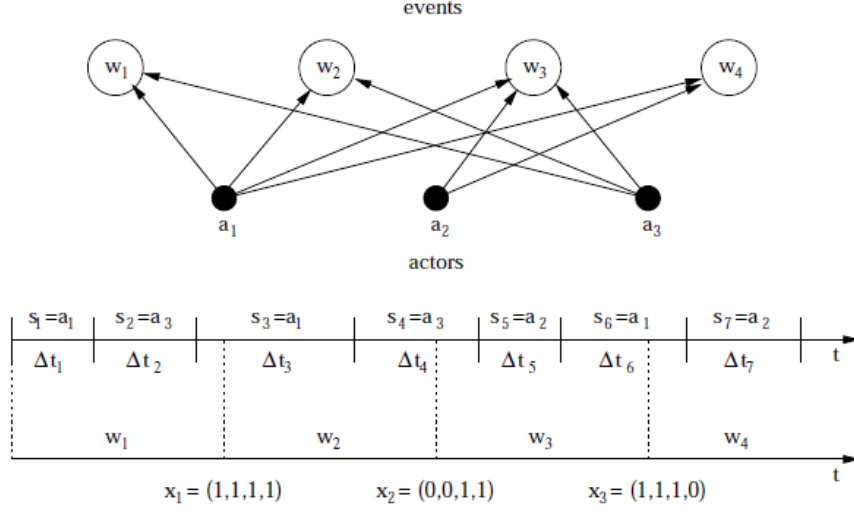 events
w₁ w₂ w₃ w₄
a₁ a₂ a₃
actors
s₁=a₁ s₂=a₃ s₃=a₁ s₄=a₃ s₅=a₂ s₆=a₁ s₇=a₂
Δt₁ Δt₂ Δt₃ Δt₄ Δt₅ Δt₆ Δt₇ t
w₁ w₂ w₃ w₄
t
x₁ = (1,1,1,1) x₂ = (0,0,1,1) x₃ = (1,1,1,0)